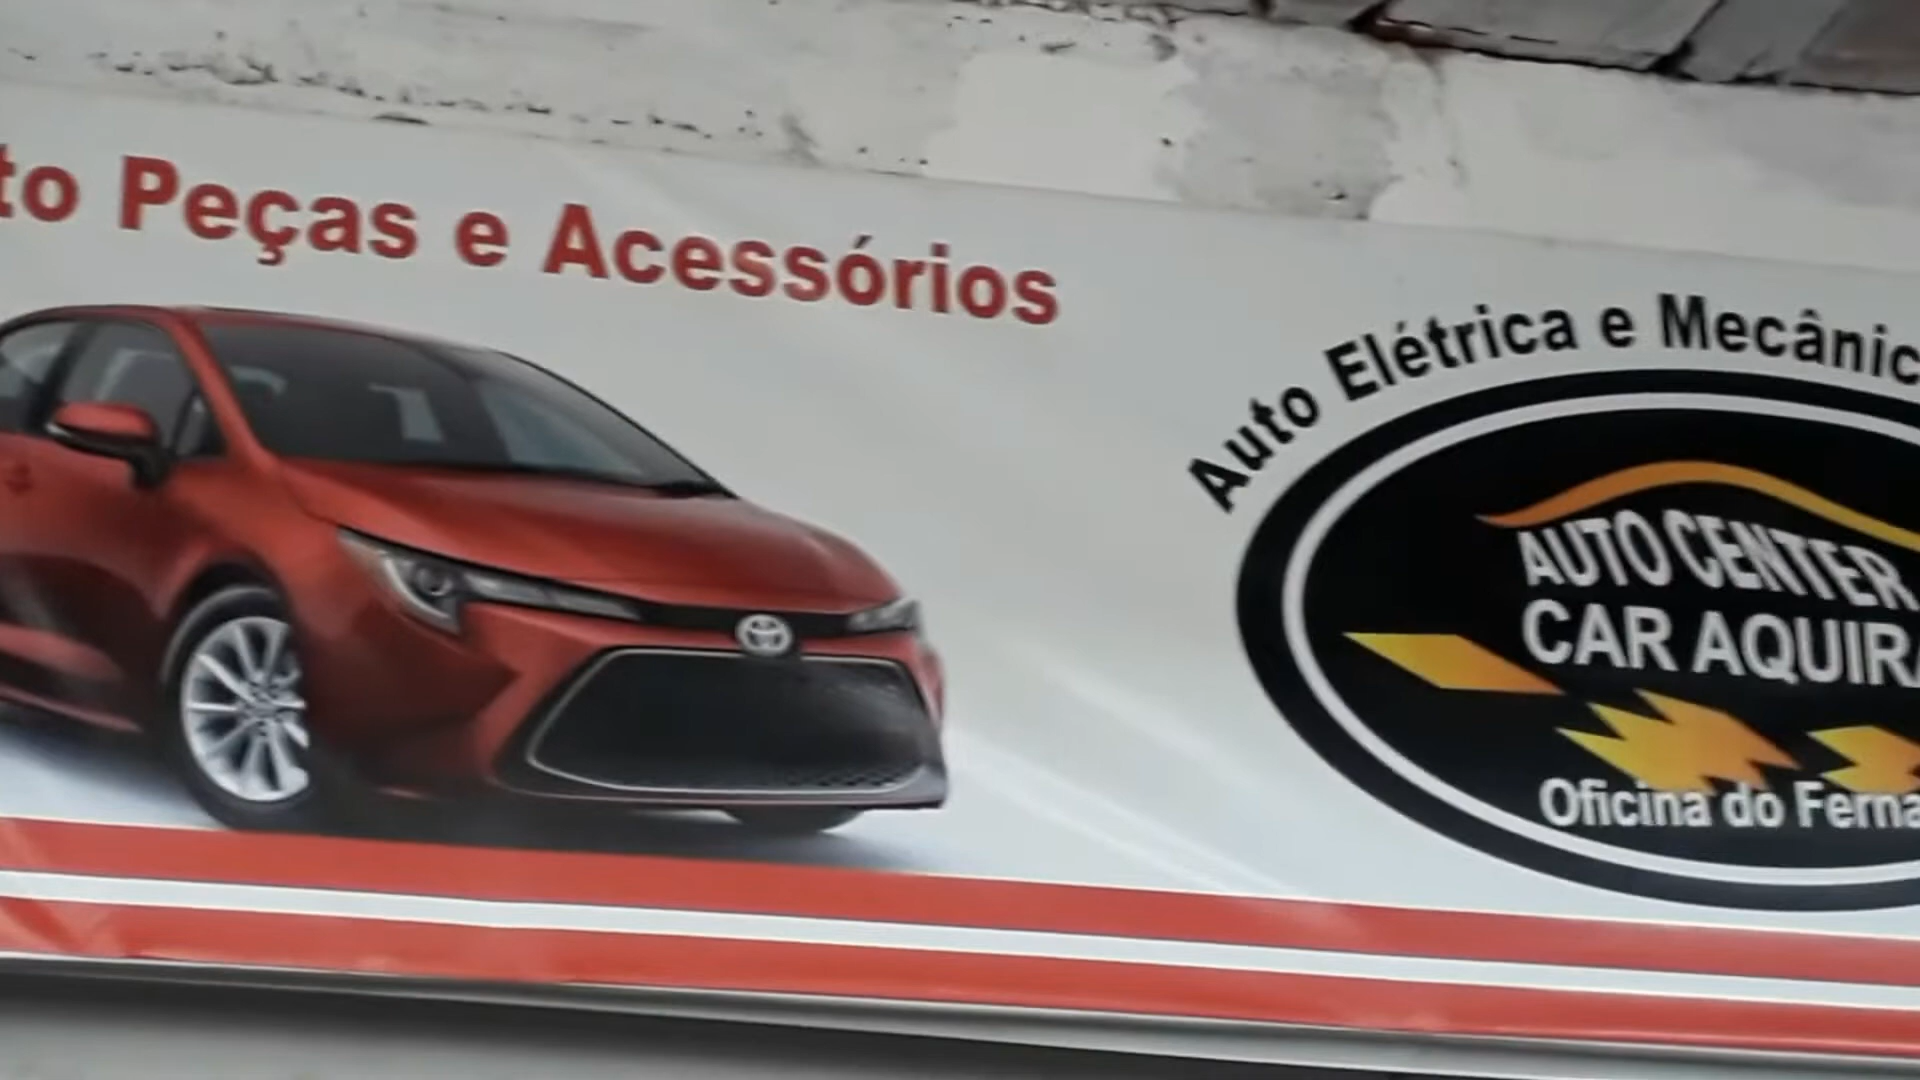 to Peças e Acessórios
Auto Elétrica e Mecânic
AUTO CENTER
CAR AQUIRA
Oficina do Ferna